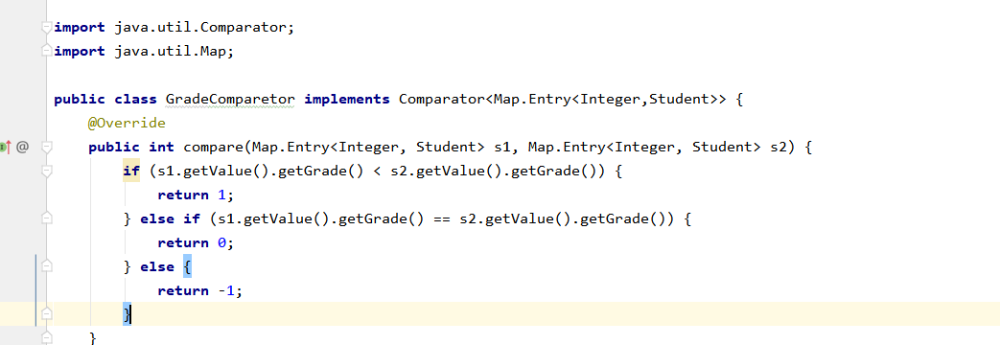 import java.util.Comparator;
import java.util.Map;
public class GradeComparetor implements Comparator<Map.Entry<Integer,Student>> {
@Override
@ public int compare(Map.Entry<Integer, Student> s1, Map.Entry<Integer, Student> s2) {
if (s1.getValue().getGrade() < s2.getValue().getGrade()) {
return 1;
} else if (s1.getValue().getGrade() == s2.getValue().getGrade()) {
return 0;
} else {
return -1;
}
}